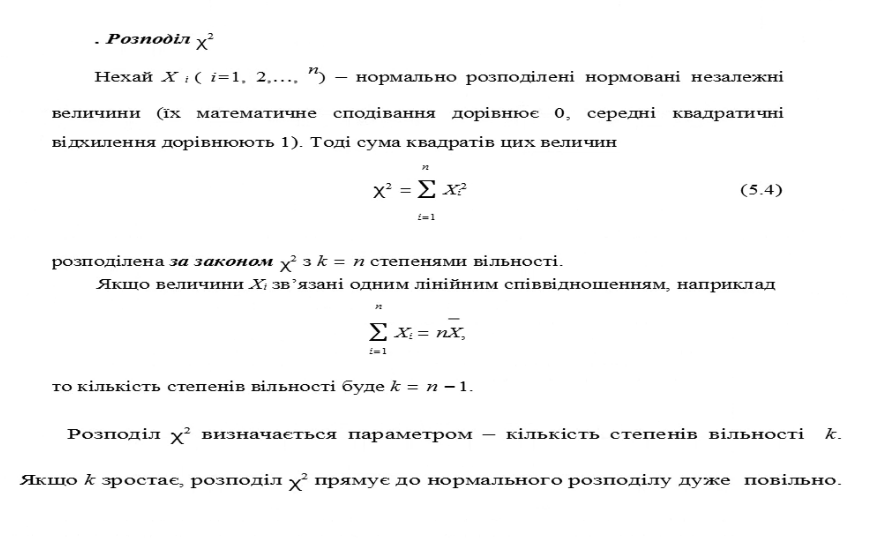 . Розподіл χ²
Нехай X i ( i=1, 2,…, n) – нормально розподілені нормовані незалежні
величини (їх математичне сподівання дорівнює 0, середні квадратичні
відхилення дорівнюють 1). Тоді сума квадратів цих величин
n
χ² = ∑ Xᵢ² (5.4)
i=1
розподілена за законом χ² з k = n степенями вільності.
Якщо величини Xᵢ зв’язані одним лінійним співвідношенням, наприклад
n
∑ Xᵢ = nX̅,
i=1
то кількість степенів вільності буде k = n – 1.
Розподіл χ² визначається параметром – кількість степенів вільності k.
Якщо k зростає, розподіл χ² прямує до нормального розподілу дуже повільно.